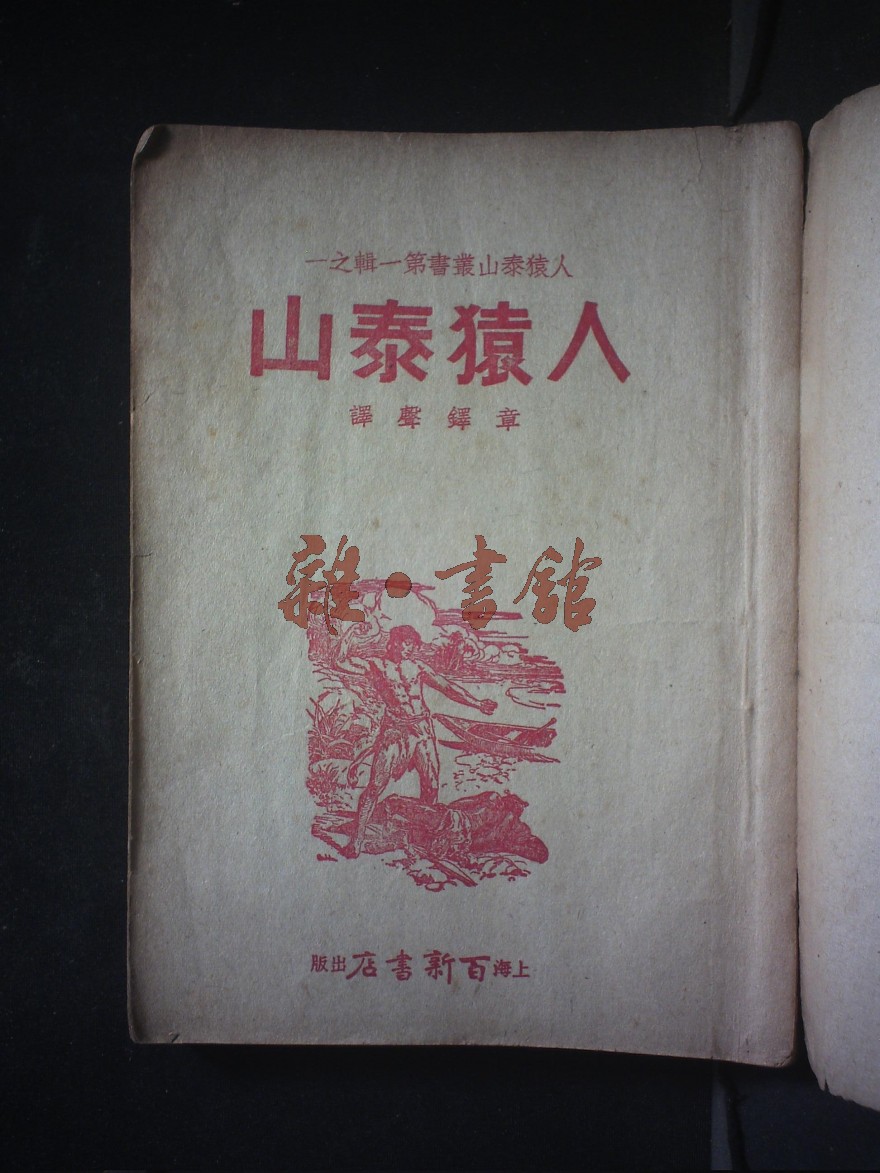 人猿泰山叢書第一輯之一
人猿泰山
章鐸聲譯
雜·書館
上海百新書店出版